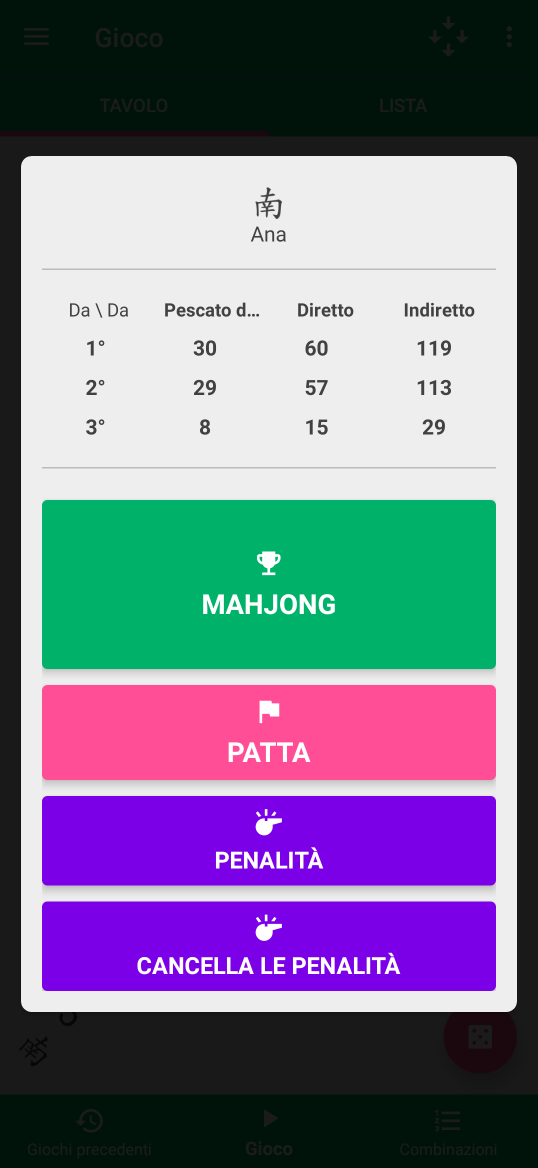 Gioco
TAVOLO LISTA
南
Ana
Da \ Da Pescato d... Diretto Indiretto
1° 30 60 119
2° 29 57 113
3° 8 15 29
MAHJONG
PATTA
PENALITÀ
CANCELLA LE PENALITÀ
南
Giochi precedenti Gioco Combinazioni